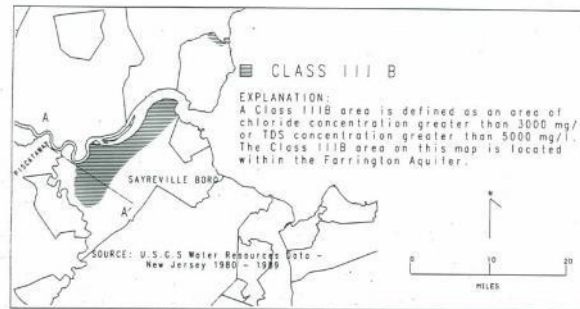 CLASS III B
EXPLANATION:
A Class IIIB area is defined as an area of
chloride concentration greater than 3000 mg/
or TDS concentration greater than 5000 mg/l.
The Class IIIB area on this map is located
within the Farrington Aquifer.
A
PISCATAWAY
SAYREVILLE BORO
A'
N
SOURCE: U.S.G.S Water Resources Data -
New Jersey 1980 - 1989
0 10 20
MILES